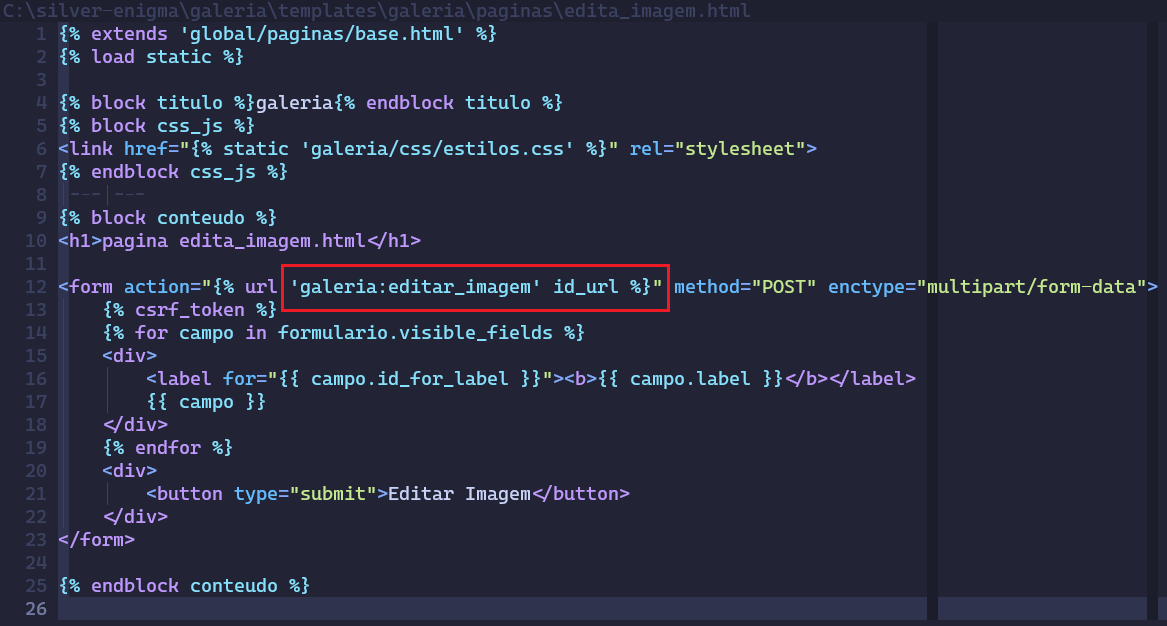 C:\silver-enigma\galeria\templates\galeria\paginas\edita_imagem.html
1 {% extends 'global/paginas/base.html' %}
2 {% load static %}
3
4 {% block titulo %}galeria{% endblock titulo %}
5 {% block css_js %}
6 <link href="{% static 'galeria/css/estilos.css' %}" rel="stylesheet">
7 {% endblock css_js %}
8 ---|---
9 {% block conteudo %}
10 <h1>pagina edita_imagem.html</h1>
11
12 <form action="{% url 'galeria:editar_imagem' id_url %}" method="POST" enctype="multipart/form-data">
13     {% csrf_token %}
14     {% for campo in formulario.visible_fields %}
15     <div>
16         <label for="{{ campo.id_for_label }}"><b>{{ campo.label }}</b></label>
17         {{ campo }}
18     </div>
19     {% endfor %}
20     <div>
21         <button type="submit">Editar Imagem</button>
22     </div>
23 </form>
24
25 {% endblock conteudo %}
26